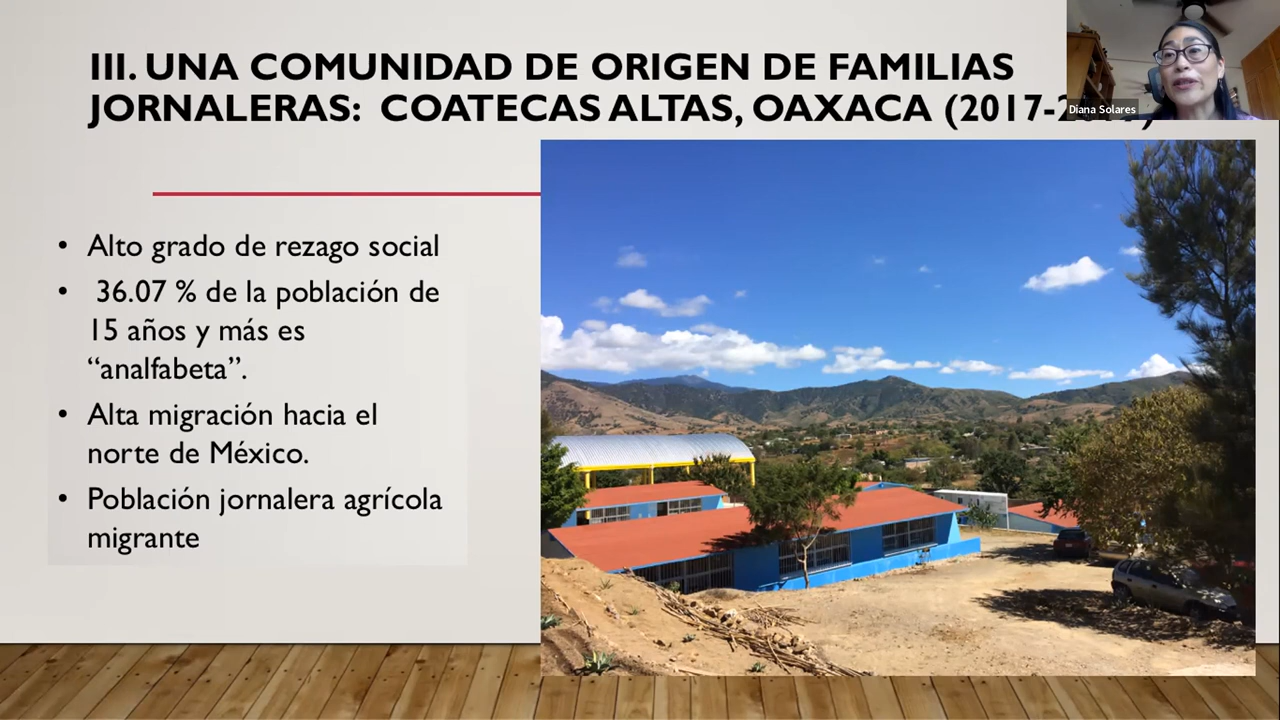 III. UNA COMUNIDAD DE ORIGEN DE FAMILIAS
JORNALERAS: COATECAS ALTAS, OAXACA (2017-2
Diana Solares
• Alto grado de rezago social
• 36.07 % de la población de
15 años y más es
“analfabeta”.
• Alta migración hacia el
norte de México.
• Población jornalera agrícola
migrante